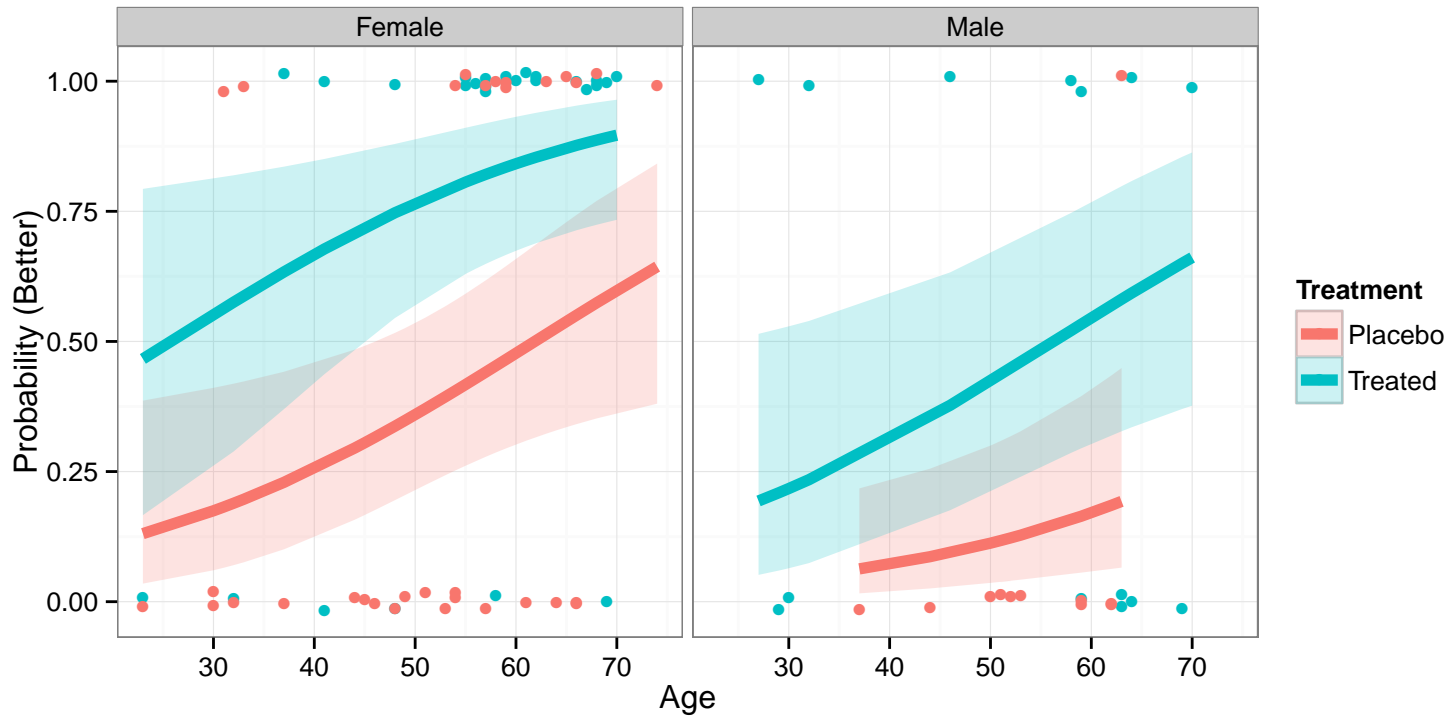 Female
Male
1.00
0.75
0.50
0.25
0.00
Probability (Better)
30 40 50 60 70
30 40 50 60 70
Age
Treatment
Placebo
Treated